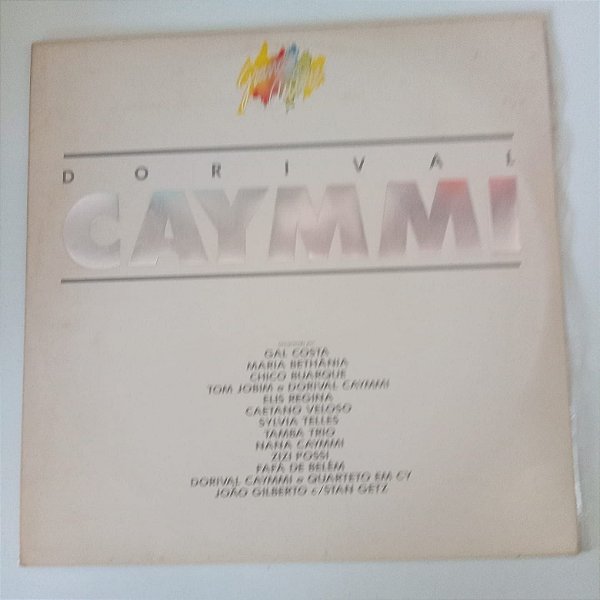 DORIVAL
CAYMMI
GAL COSTA
MARIA BETHÂNIA
CHICO BUARQUE
TOM JOBIM e DORIVAL CAYMMI
ELIS REGINA
CAETANO VELOSO
SYLVIA TELLES
TAMBA TRIO
NANA CAYMMI
ZIZI POSSI
FAFÁ DE BELÉM
DORIVAL CAYMMI e QUARTETO EM CY
JOÃO GILBERTO c/STAN GETZ